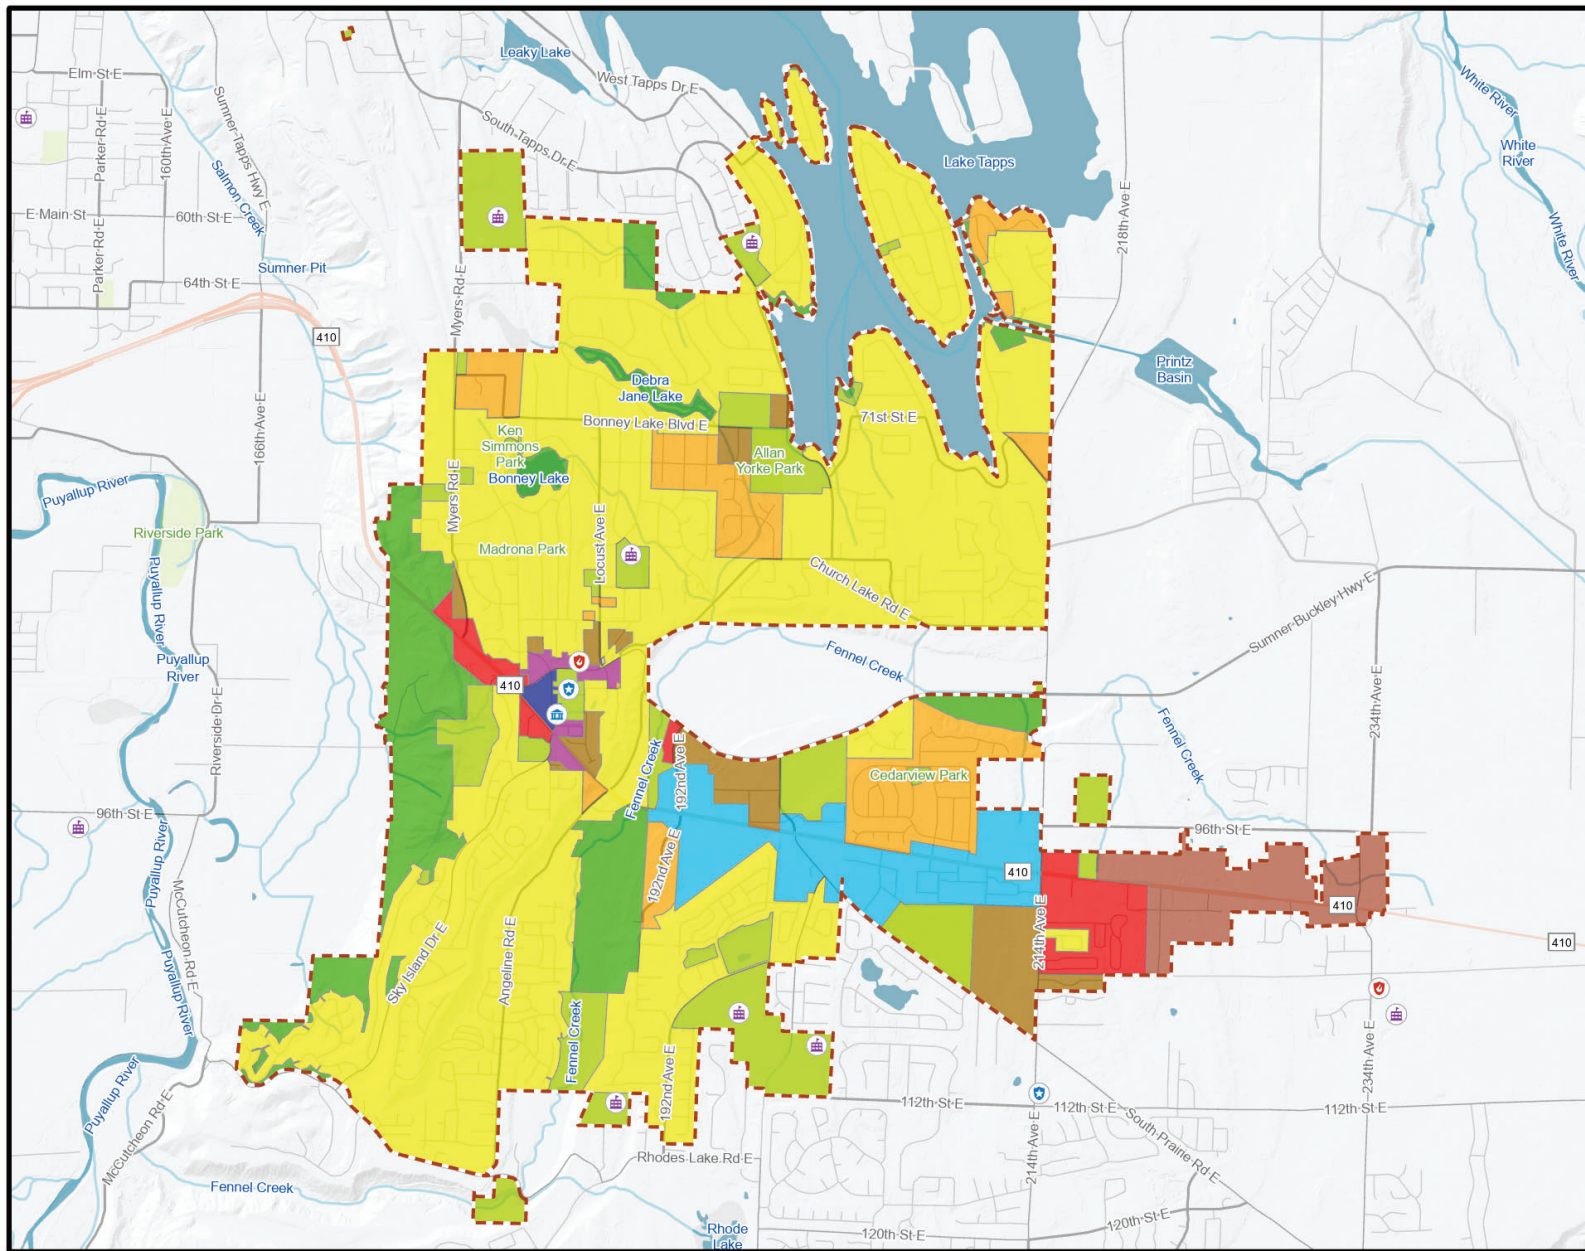 Leaky Lake
Elm St E
West Tapps Dr E
Parker Rd E
160th Ave E
Sumner-Tapps Hwy E
South Tapps Dr E
White River
White
River
Lake Tapps
Salmon Creek
E Main St
60th St E
Parker Rd E
218th Ave E
White River
Sumner Pit
64th St E
Myers Rd E
410
Printz
Basin
Debra
Jane Lake
Bonney Lake Blvd E
71st St E
166th Ave E
Ken
Simmons
Park
Bonney Lake
Allan
Yorke Park
Puyallup River
Myers Rd E
Riverside Park
Locust Ave E
Madrona Park
Puyallup River
Church Lake Rd E
Sumner-Buckley Hwy E
Puyallup
River
Fennel Creek
410
Riverside Dr E
234th Ave E
Fennel Creek
Fennel Creek
192nd Ave E
Cedarview Park
96th St E
96th St E
192nd Ave E
410
Puyallup River
McCutcheon Rd E
410
410
Sky Island Dr E
Angeline Rd E
214th Ave E
Puyallup River
Fennel Creek
192nd Ave E
234th Ave E
Puyallup River
McCutcheon Rd E
112th St E
112th St E
112th St E
214th Ave E
South Prairie Rd E
Rhodes Lake Rd E
Fennel Creek
Rhode
Lake
120th St E
120th St E